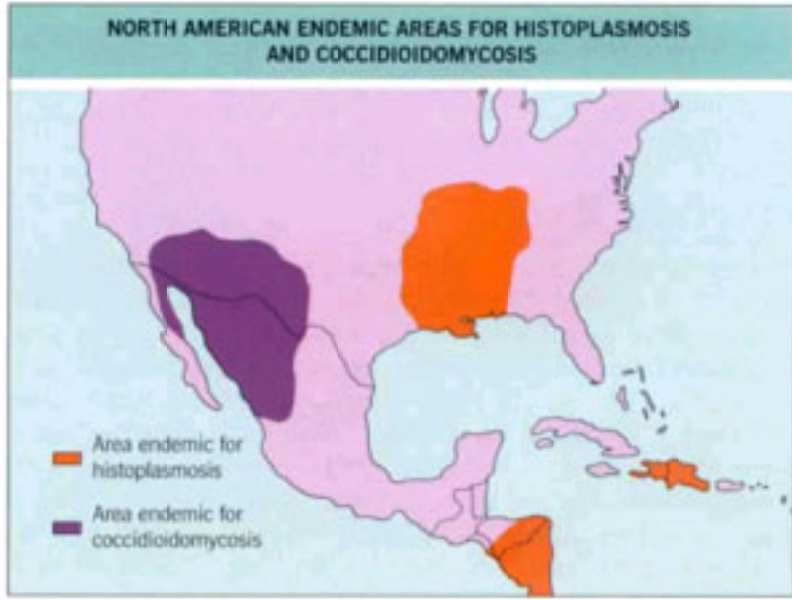 NORTH AMERICAN ENDEMIC AREAS FOR HISTOPLASMOSIS
AND COCCIDIOIDOMYCOSIS
Area endemic for
histoplasmosis
Area endemic for
coccidioidomycosis